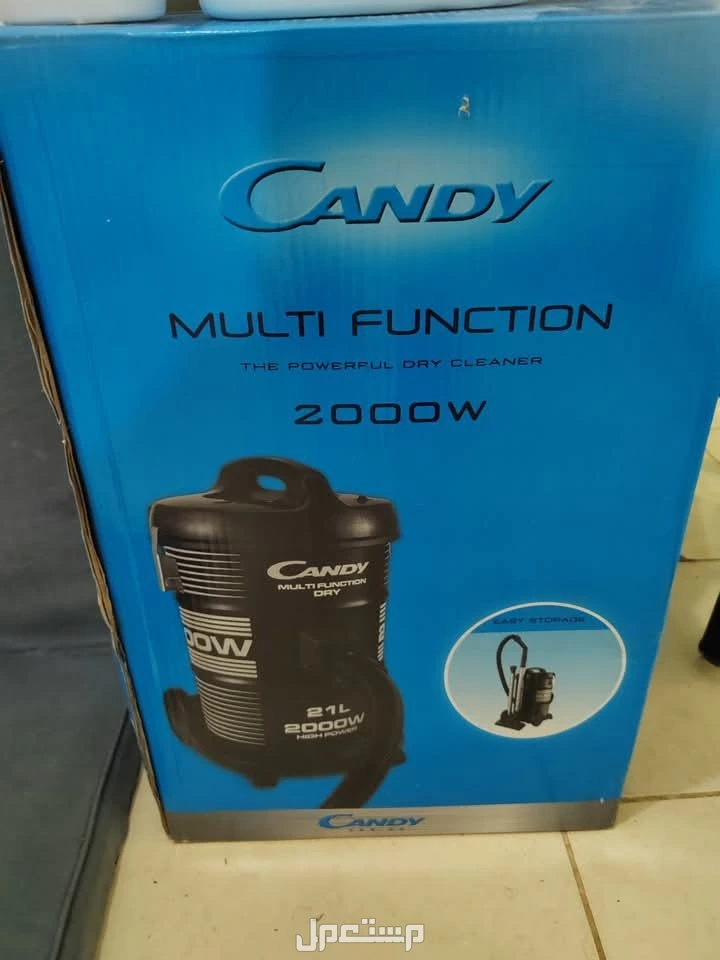 CANDY
MULTI FUNCTION
THE POWERFUL DRY CLEANER
2000W
CANDY
MULTI FUNCTION
DRY
00W
21L
2000W
HIGH POWER
EASY STORAGE
CANDY
مستعمل